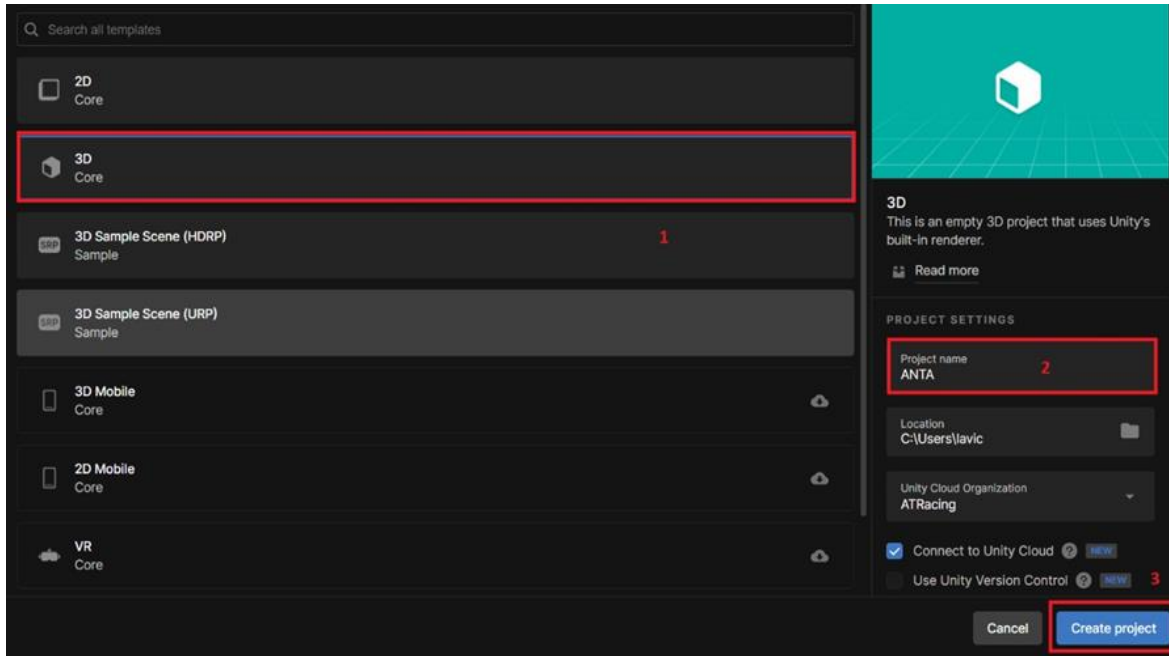 Search all templates
2D
Core
3D
Core
3D Sample Scene (HDRP)
1
SRP
Sample
3D Sample Scene (URP)
SRP
Sample
3D Mobile
Core
2D Mobile
Core
VR
Core
3D
This is an empty 3D project that uses Unity's
built-in renderer.
Read more
PROJECT SETTINGS
Project name
2
ANTA
Location
C:\Users\lavic
Unity Cloud Organization
ATRacing
Connect to Unity Cloud ? NEW
Use Unity Version Control ? NEW 3
Cancel Create project